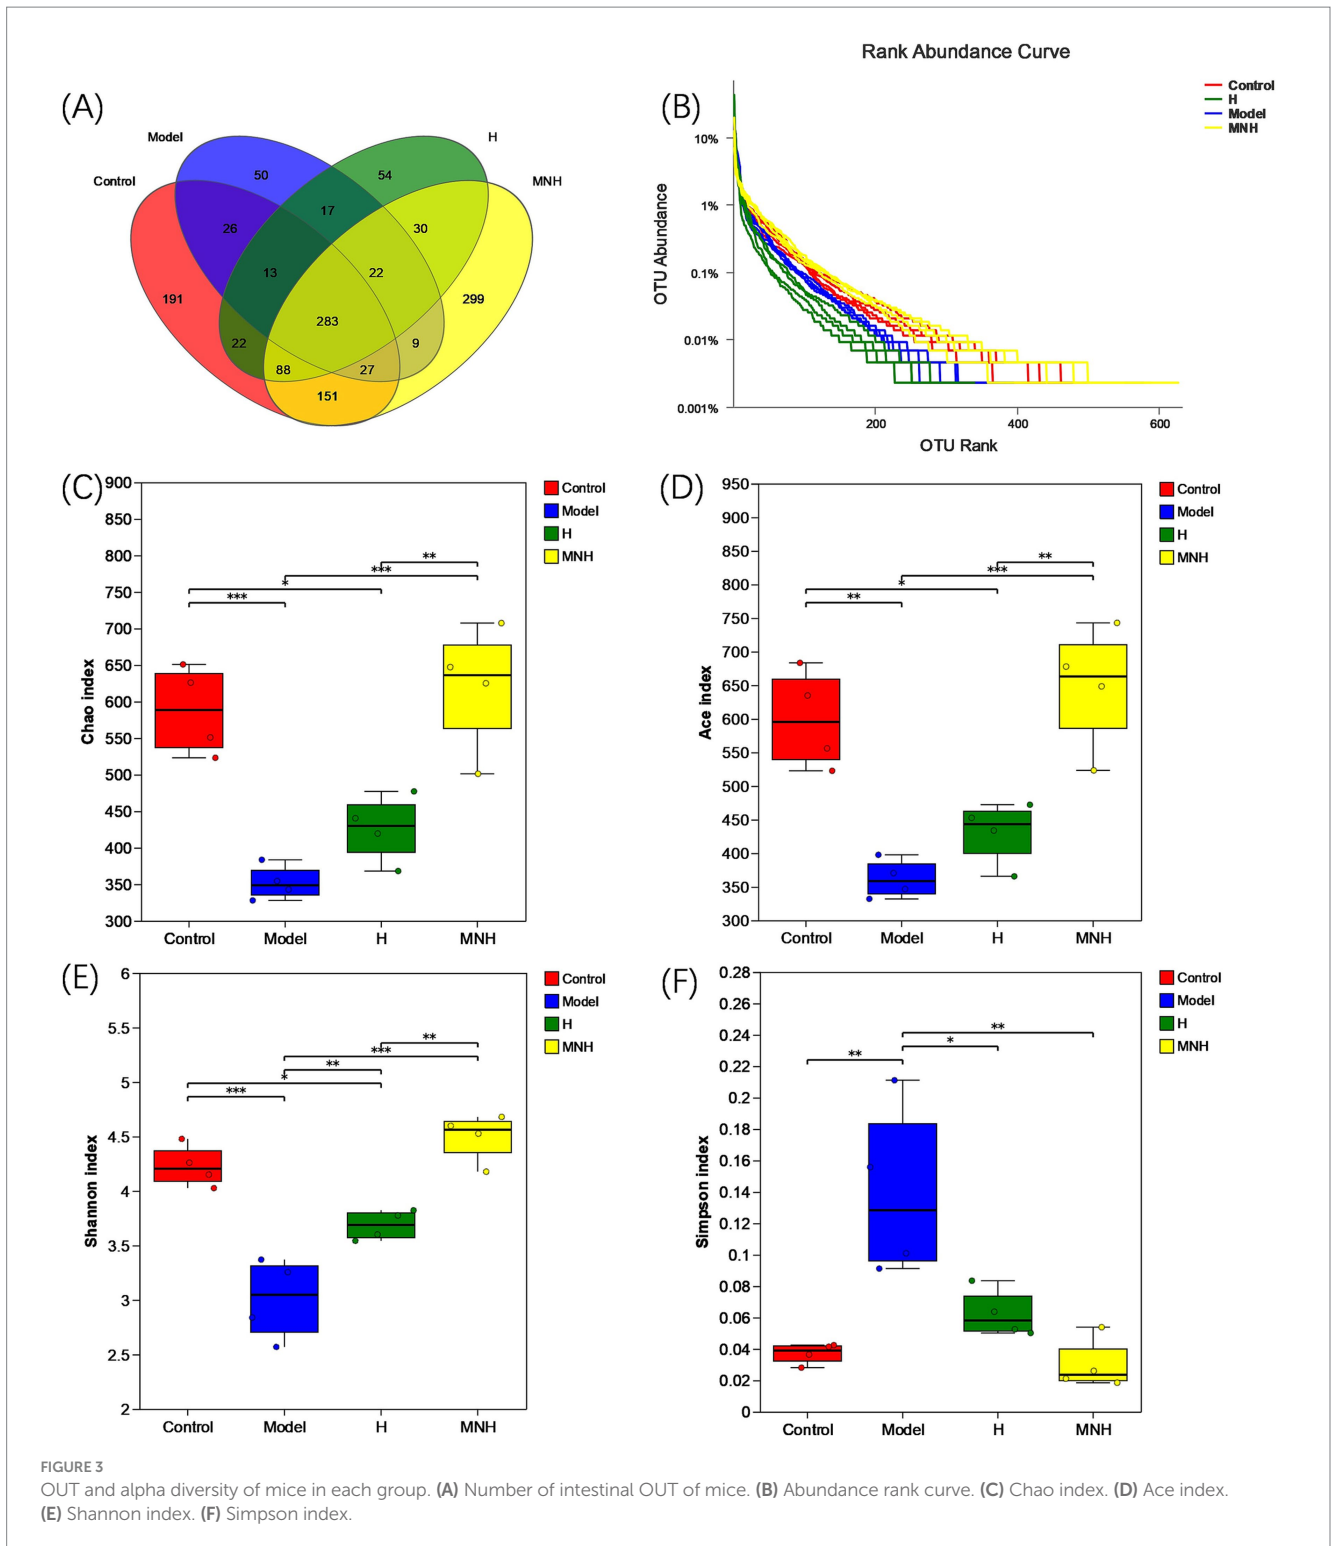 (A)
Model
H
Control
MNH
50
54
17
30
26
13
22
191
299
283
22
9
88
27
151
Rank Abundance Curve
(B)
Control
H
Model
MNH
10%
1%
0.1%
0.01%
0.001%
OTU Abundance
200
400
600
OTU Rank
(C)
900
850
800
750
700
650
600
550
500
450
400
350
300
Chao index
**
***
*
***
Control
Model
H
MNH
Control
Model
H
MNH
(D)
950
900
850
800
750
700
650
600
550
500
450
400
350
300
Ace index
**
***
*
**
Control
Model
H
MNH
Control
Model
H
MNH
(E)
6
5.5
5
4.5
4
3.5
3
2.5
2
Shannon index
**
***
**
*
***
Control
Model
H
MNH
Control
Model
H
MNH
(F)
0.28
0.26
0.24
0.22
0.2
0.18
0.16
0.14
0.12
0.1
0.08
0.06
0.04
0.02
0
Simpson index
**
*
**
Control
Model
H
MNH
Control
Model
H
MNH
FIGURE 3
OUT and alpha diversity of mice in each group. (A) Number of intestinal OUT of mice. (B) Abundance rank curve. (C) Chao index. (D) Ace index.
(E) Shannon index. (F) Simpson index.